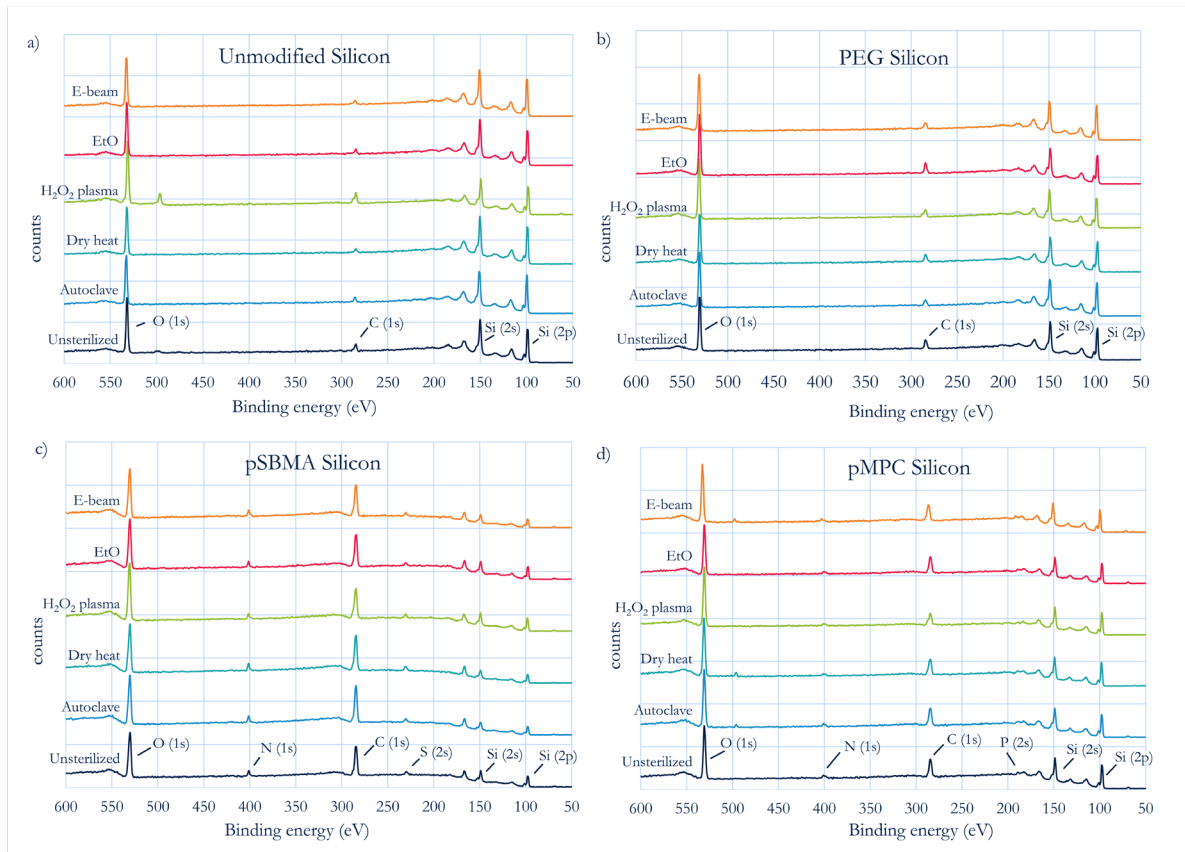 a)
Unmodified Silicon
E-beam
EtO
H₂O₂ plasma
Dry heat
Autoclave
Unsterilized
O (1s)
C (1s)
Si (2s)
Si (2p)
counts
600 550 500 450 400 350 300 250 200 150 100 50
Binding energy (eV)
b)
PEG Silicon
E-beam
EtO
H₂O₂ plasma
Dry heat
Autoclave
Unsterilized
O (1s)
C (1s)
Si (2s)
Si (2p)
counts
600 550 500 450 400 350 300 250 200 150 100 50
Binding energy (eV)
c)
pSBMA Silicon
E-beam
EtO
H₂O₂ plasma
Dry heat
Autoclave
Unsterilized
O (1s)
N (1s)
C (1s)
S (2s)
Si (2s)
Si (2p)
counts
600 550 500 450 400 350 300 250 200 150 100 50
Binding energy (eV)
d)
pMPC Silicon
E-beam
EtO
H₂O₂ plasma
Dry heat
Autoclave
Unsterilized
O (1s)
N (1s)
C (1s)
P (2s)
Si (2s)
Si (2p)
counts
600 550 500 450 400 350 300 250 200 150 100 50
Binding energy (eV)